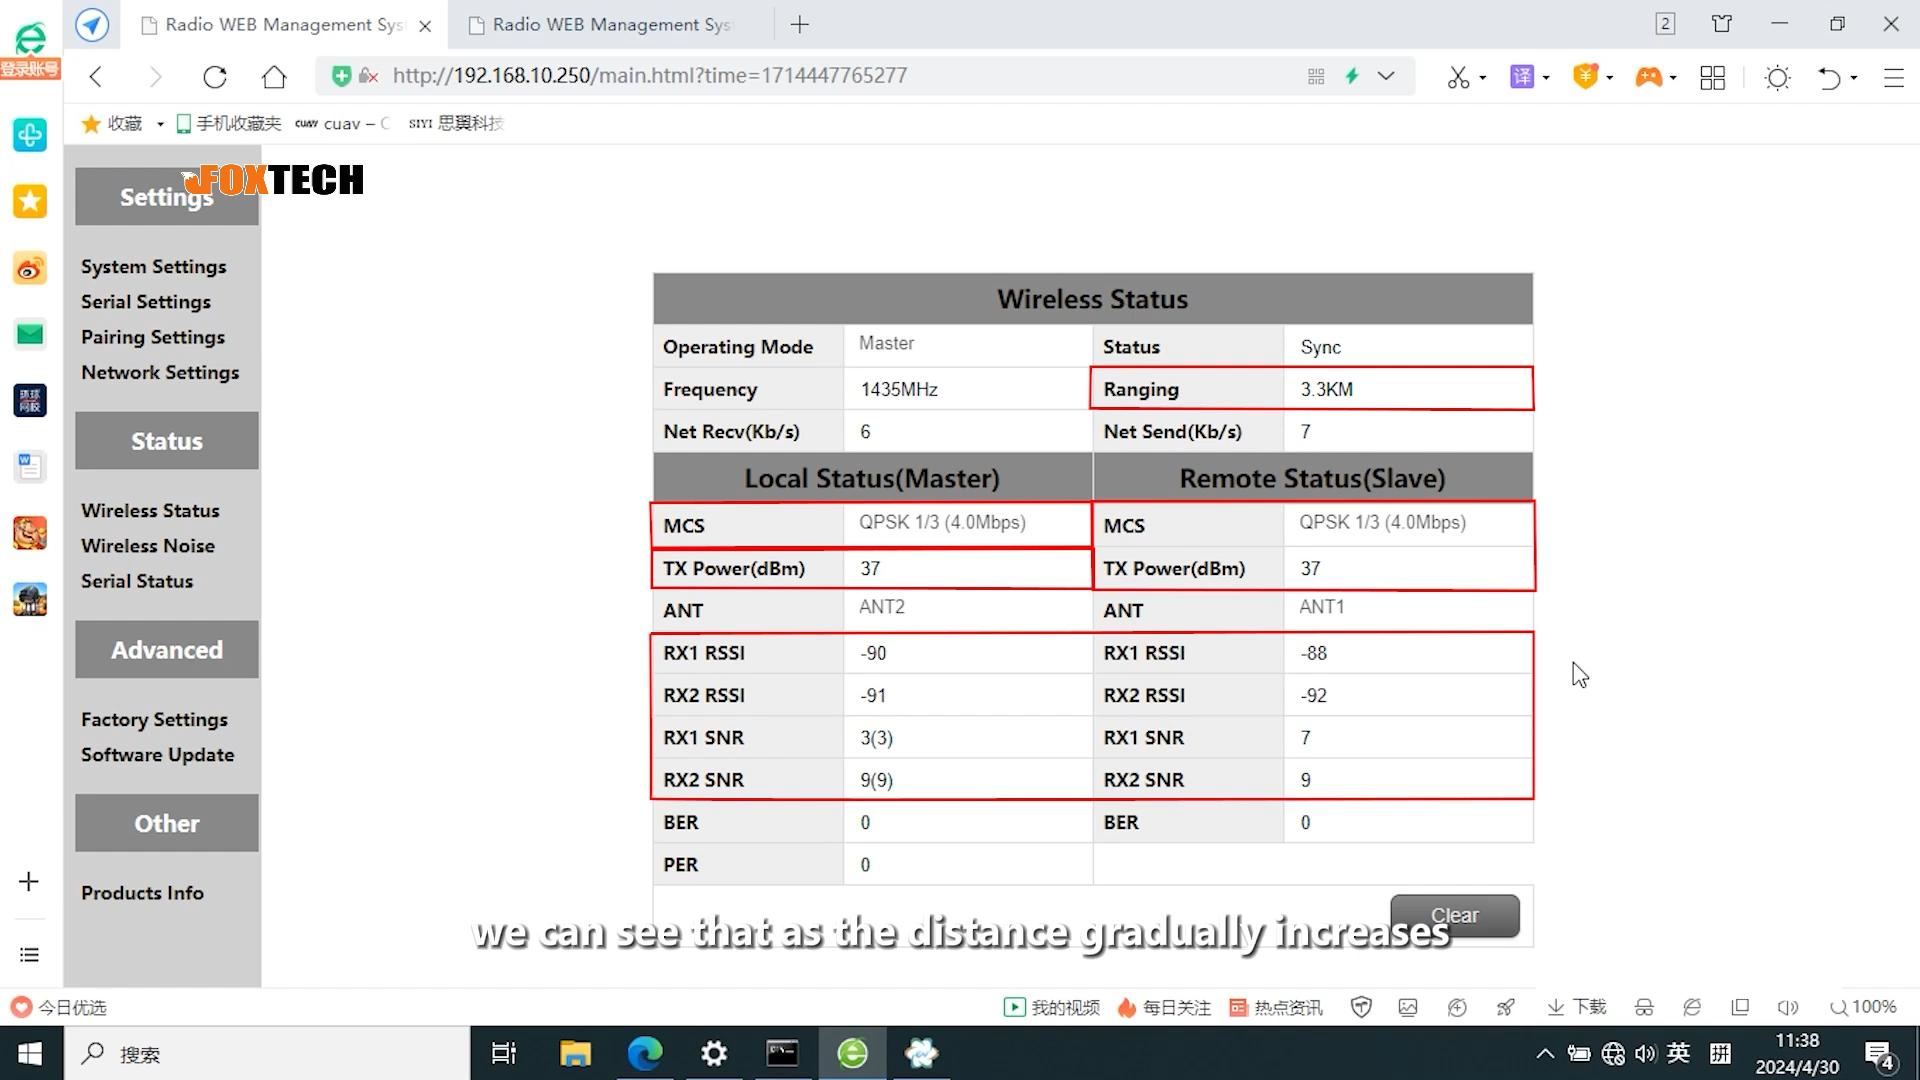 Radio WEB Management Sys
Radio WEB Management Sys
2
登录账号
http://192.168.10.250/main.html?time=1714447765277
译
收藏
手机收藏夹
CUAV cuav – C
SIYI 思翼科技
FOXTECH
Settings
System Settings
Serial Settings
Pairing Settings
Network Settings
Status
Wireless Status
Wireless Noise
Serial Status
Advanced
Factory Settings
Software Update
Other
Products Info
Wireless Status
Operating Mode Master Status Sync
Frequency 1435MHz Ranging 3.3KM
Net Recv(Kb/s) 6 Net Send(Kb/s) 7
Local Status(Master) Remote Status(Slave)
MCS QPSK 1/3 (4.0Mbps) MCS QPSK 1/3 (4.0Mbps)
TX Power(dBm) 37 TX Power(dBm) 37
ANT ANT2 ANT ANT1
RX1 RSSI -90 RX1 RSSI -88
RX2 RSSI -91 RX2 RSSI -92
RX1 SNR 3(3) RX1 SNR 7
RX2 SNR 9(9) RX2 SNR 9
BER 0 BER 0
PER 0
Clear
we can see that as the distance gradually increases
今日优选
我的视频
每日关注
热点资讯
下载
100%
搜索
英
11:38
2024/4/30
4